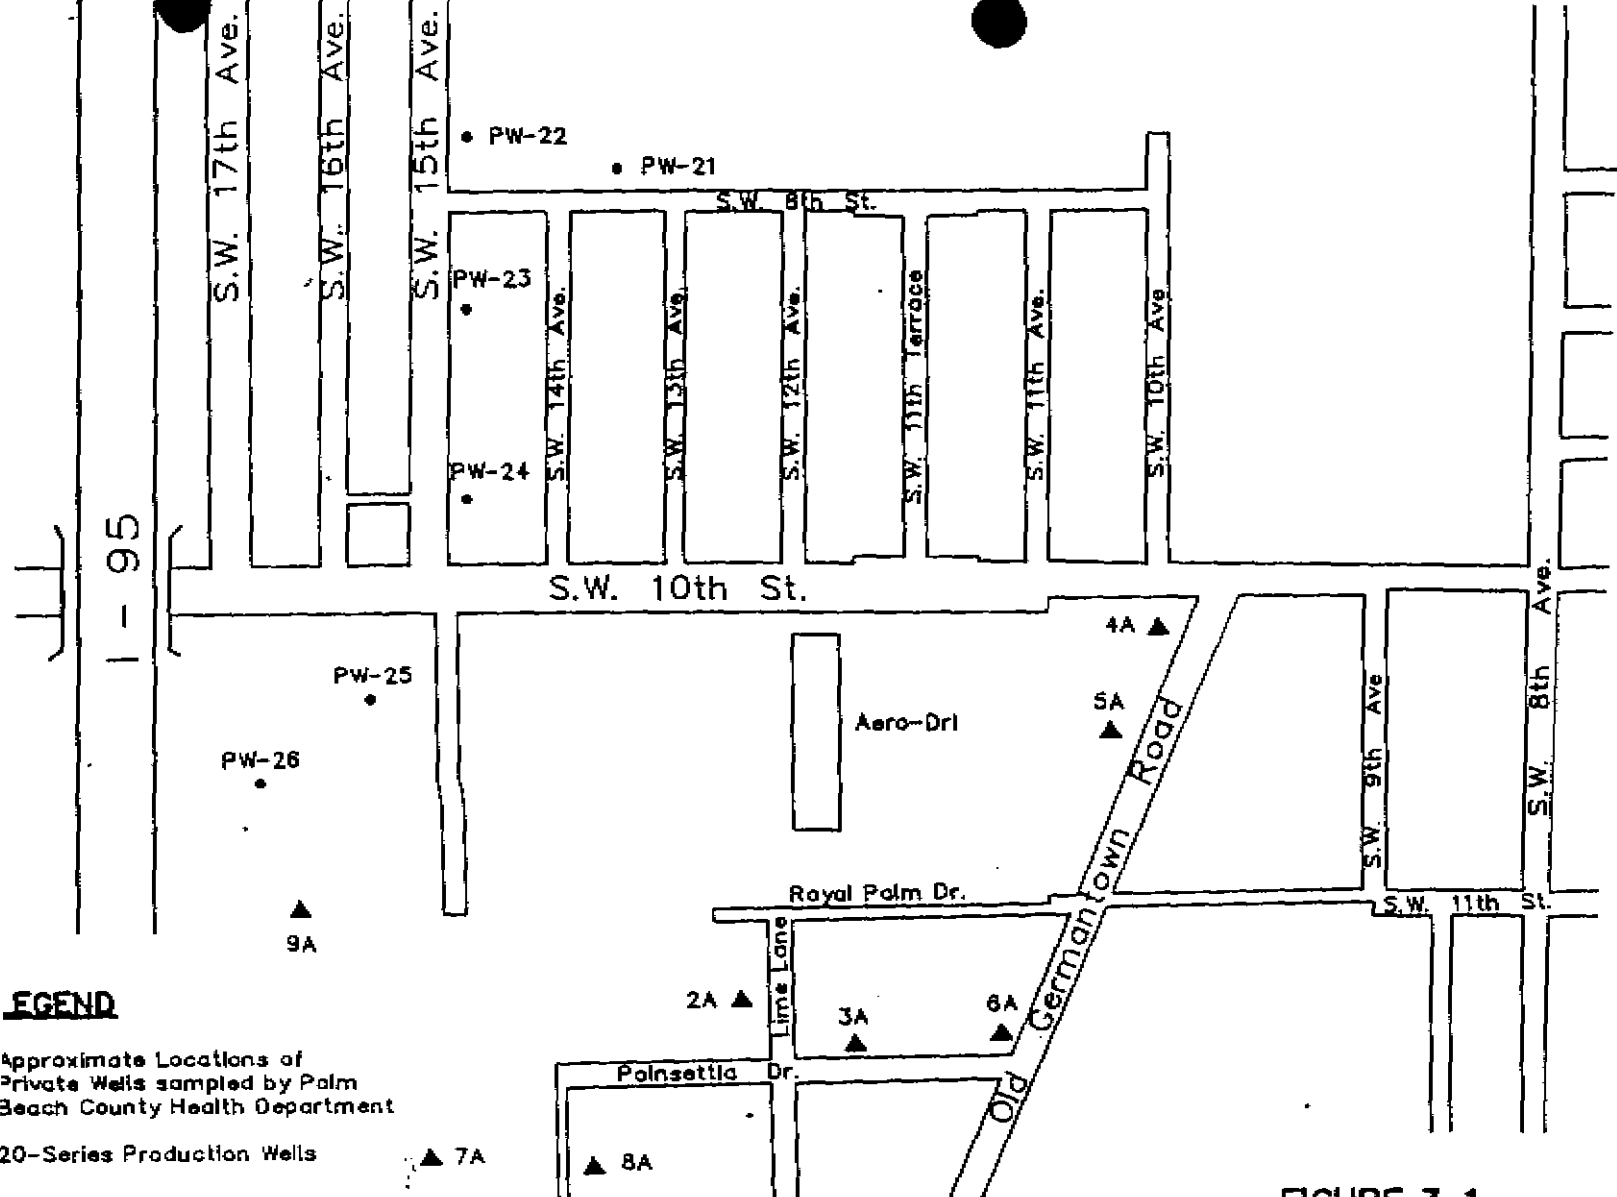 S.W. 17th Ave.
S.W. 16th Ave.
S.W. 15th Ave.
PW-22
PW-21
S.W. 8th St.
PW-23
S.W. 14th Ave.
S.W. 13th Ave.
S.W. 12th Ave.
S.W. 11th Terrace
S.W. 11th Ave.
S.W. 10th Ave
PW-24
I-95
S.W. 10th St.
S.W. 8th Ave.
4A
PW-25
5A
Aero-Dri
S.W. 9th Ave
PW-26
Old Germantown Road
Royal Palm Dr.
S.W. 11th St.
9A
Lime Lane
2A
3A
6A
EGEND
Approximate Locations of
Private Wells sampled by Palm
Beach County Health Department
Poinsettia Dr.
20-Series Production Wells
7A
8A